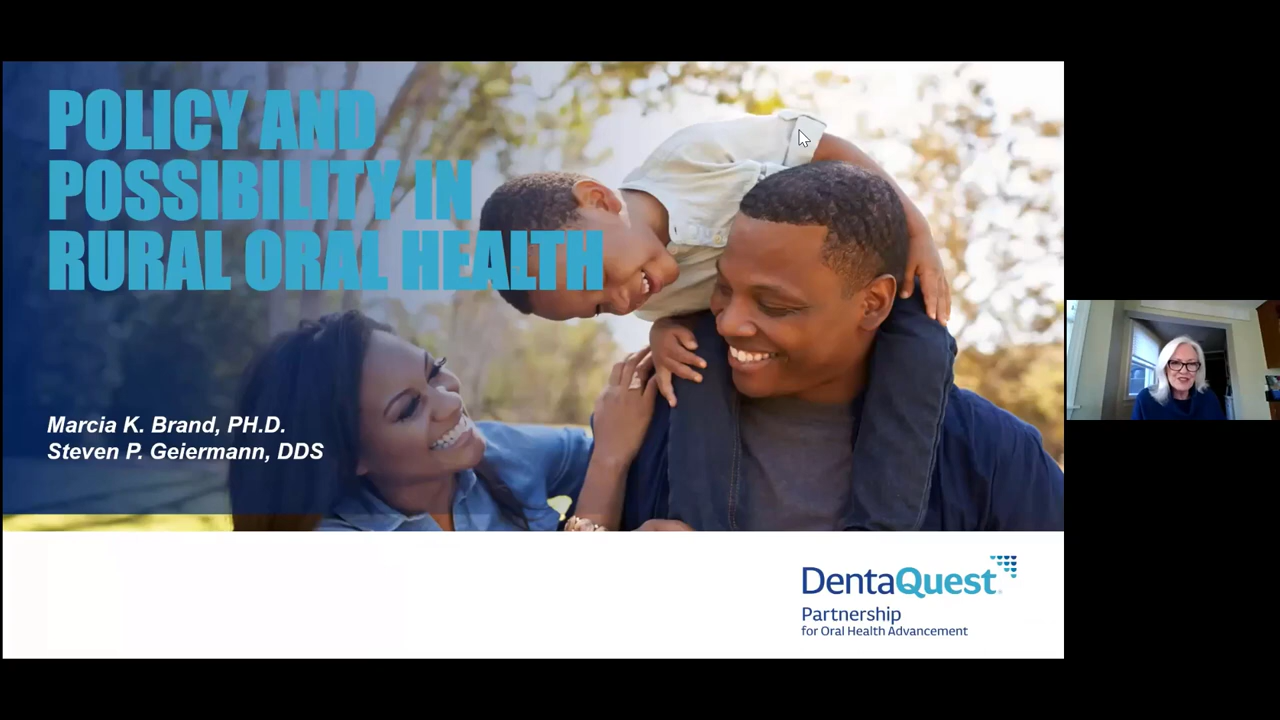 POLICY AND
POSSIBILITY IN
RURAL ORAL HEALTH
Marcia K. Brand, PH.D.
Steven P. Geiermann, DDS
DentaQuest®
Partnership
for Oral Health Advancement